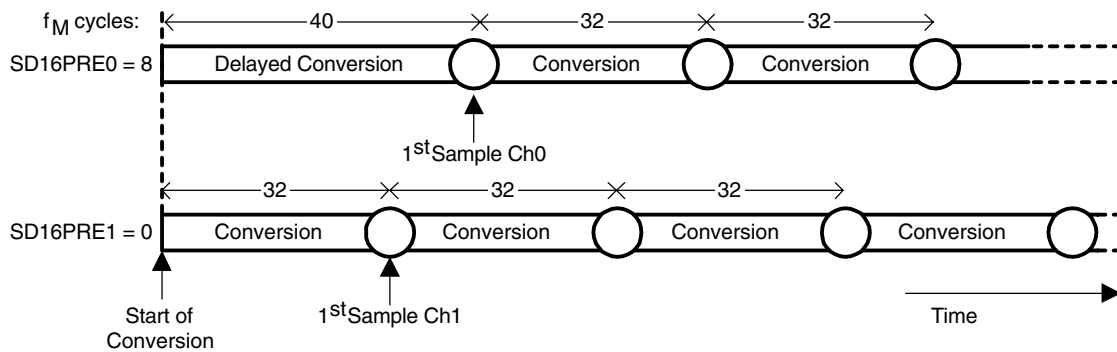 fM cycles: 40 32 32
SD16PRE0 = 8 Delayed Conversion Conversion Conversion
1st Sample Ch0
32 32 32
SD16PRE1 = 0 Conversion Conversion Conversion Conversion
Start of Conversion
1st Sample Ch1
Time